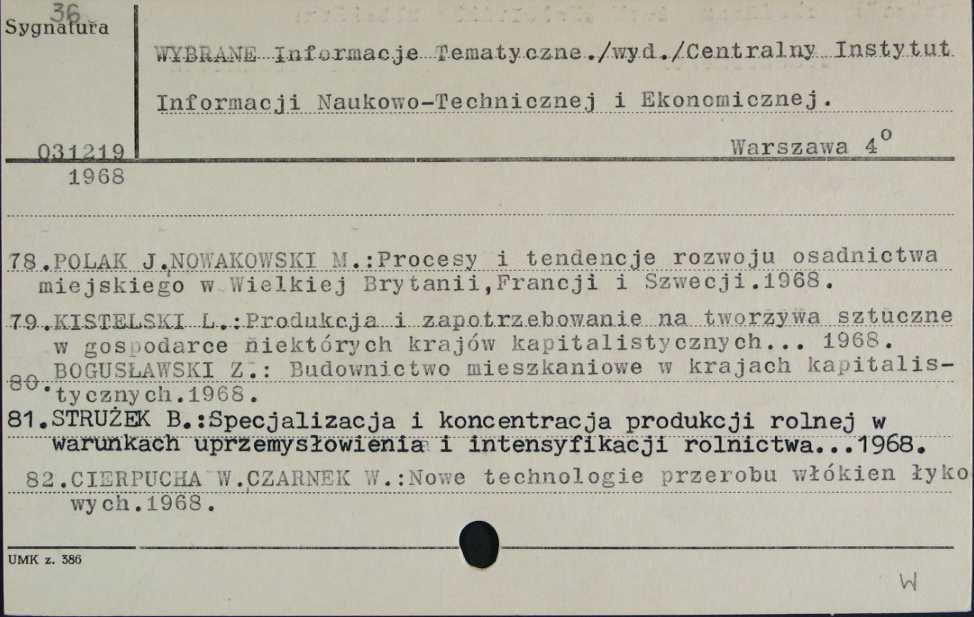 36
Sygnatura
WYBRANE Informacje Tematyczne./wyd./Centralny Instytut
Informacji Naukowo-Technicznej i Ekonomicznej.
Warszawa 4°
031219
1968
78.POLAK J,NOWAKOWSKI M.:Procesy i tendencje rozwoju osadnictwa
miejskiego w Wielkiej Brytanii,Francji i Szwecji.1968.
79.KISTELSKI L.:Produkcja i zapotrzebowanie na tworzywa sztuczne
w gospodarce niektórych krajów kapitalistycznych... 1968.
80. BOGUSŁAWSKI Z.: Budownictwo mieszkaniowe w krajach kapitalis-
tycznych.1968.
81.STRUŻEK B.:Specjalizacja i koncentracja produkcji rolnej w
warunkach uprzemysłowienia i intensyfikacji rolnictwa...1968.
82.CIERPUCHA W.CZARNEK W.:Nowe technologie przerobu włókien łyko
wych.1968.
UMK z. 386
W